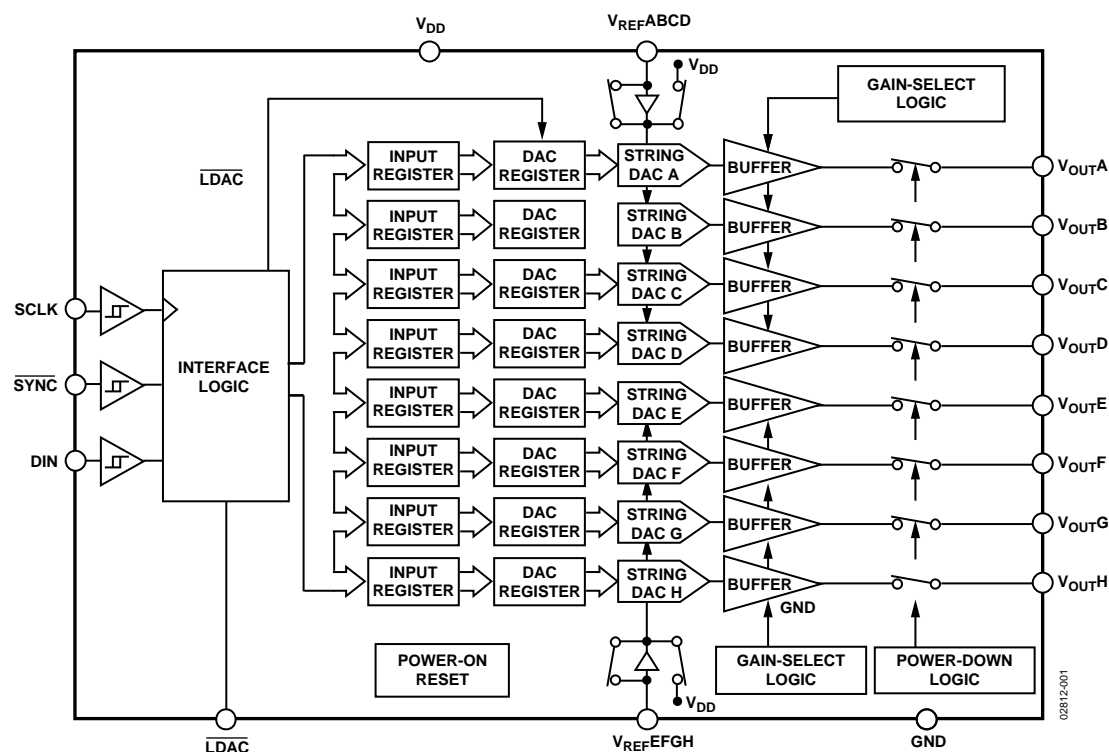 VDD
VREFABCD
VDD
GAIN-SELECT
LOGIC
LDAC
INPUT
REGISTER
DAC
REGISTER
STRING
DAC A
BUFFER
VOUTA
INPUT
REGISTER
DAC
REGISTER
STRING
DAC B
BUFFER
VOUTB
INPUT
REGISTER
DAC
REGISTER
STRING
DAC C
BUFFER
VOUTC
SCLK
INPUT
REGISTER
DAC
REGISTER
STRING
DAC D
BUFFER
VOUTD
INTERFACE
LOGIC
SYNC
INPUT
REGISTER
DAC
REGISTER
STRING
DAC E
BUFFER
VOUTE
DIN
INPUT
REGISTER
DAC
REGISTER
STRING
DAC F
BUFFER
VOUTF
INPUT
REGISTER
DAC
REGISTER
STRING
DAC G
BUFFER
VOUTG
INPUT
REGISTER
DAC
REGISTER
STRING
DAC H
BUFFER
VOUTH
GND
POWER-ON
RESET
GAIN-SELECT
LOGIC
POWER-DOWN
LOGIC
VDD
02812-001
LDAC
VREFEFGH
GND